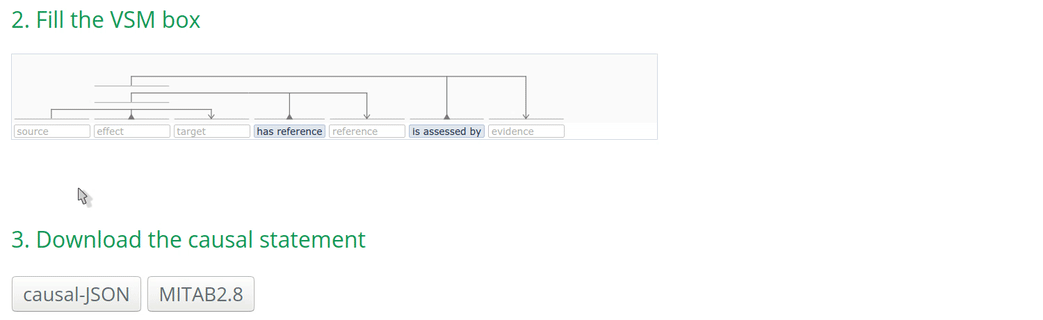 2. Fill the VSM box
source effect target has reference reference is assessed by evidence
3. Download the causal statement
causal-JSON MITAB2.8